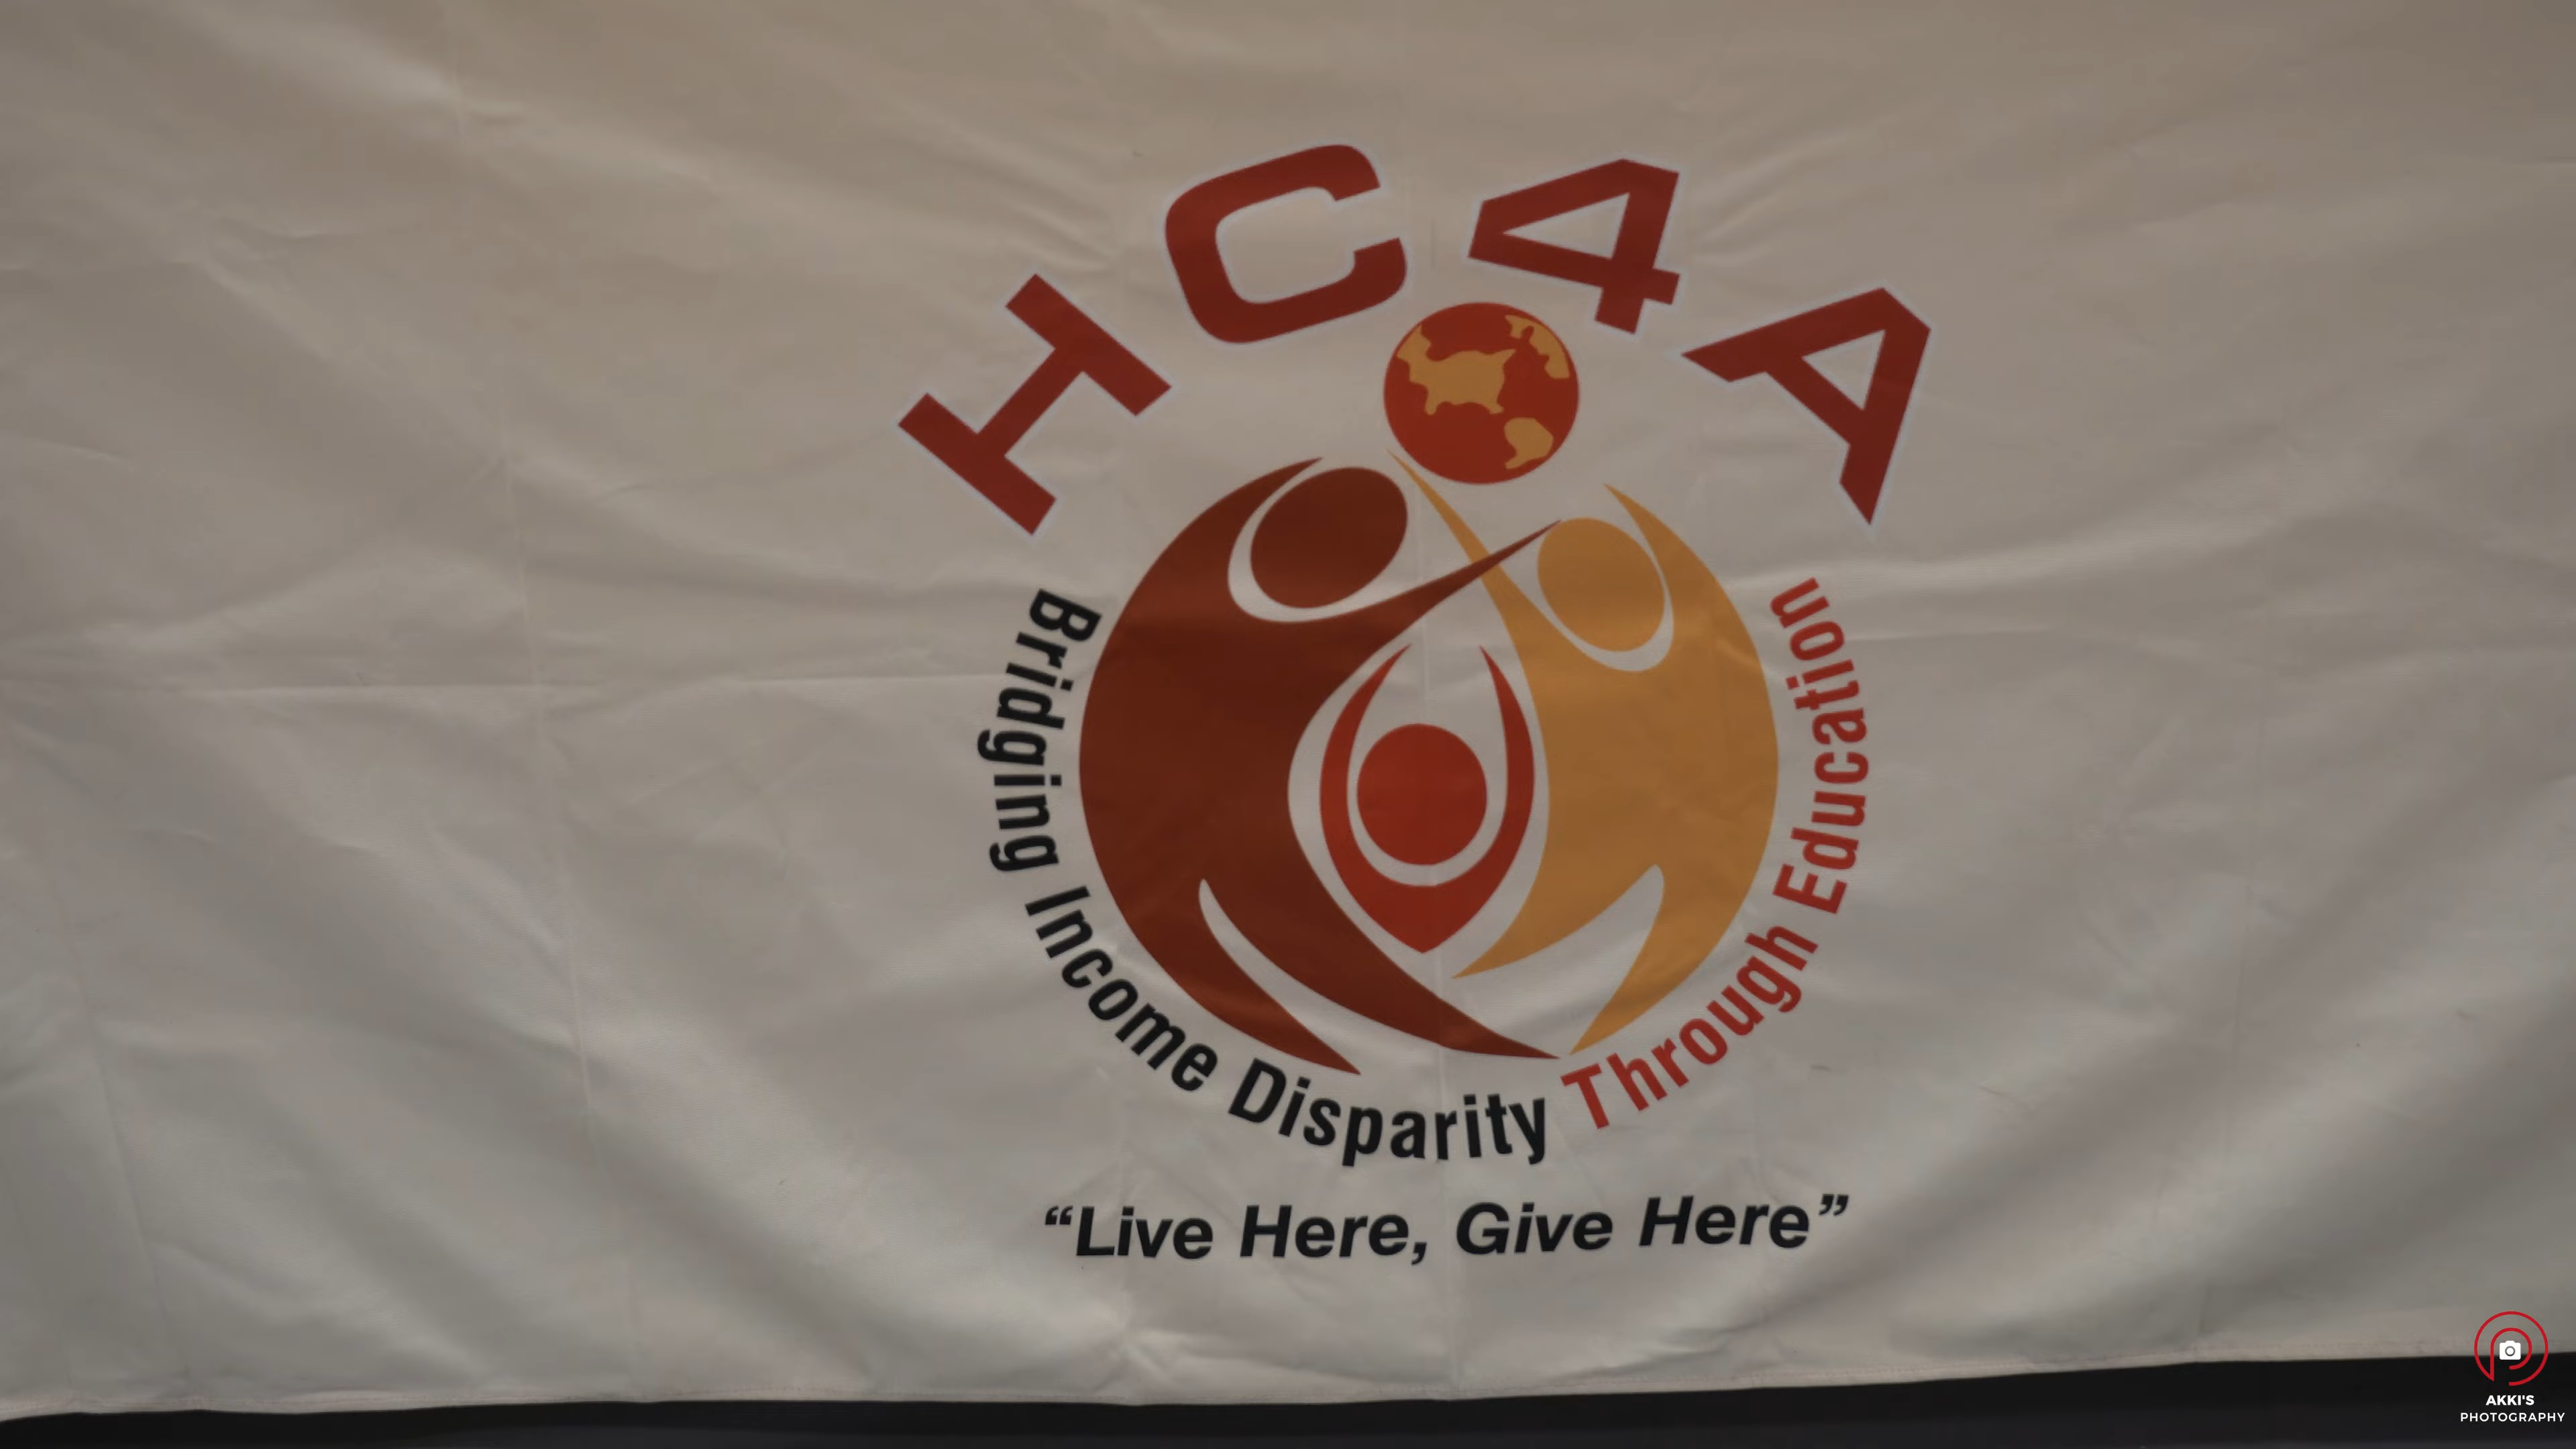 HC4A
Bridging Income Disparity Through Education
“Live Here, Give Here”
AKKI'S
PHOTOGRAPHY